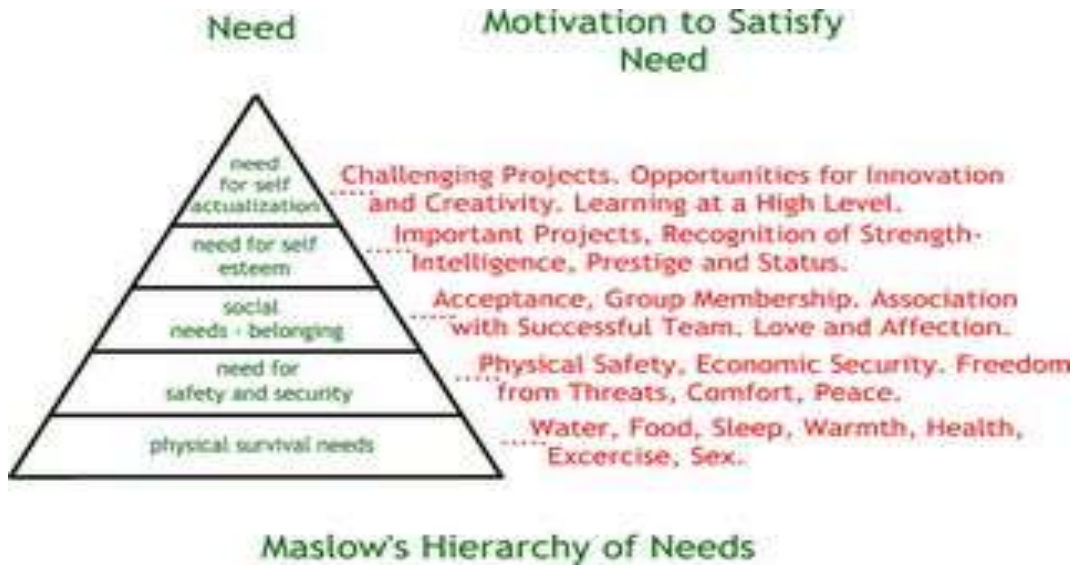 Need
Motivation to Satisfy
Need
need
for self
actualization
Challenging Projects. Opportunities for Innovation
and Creativity. Learning at a High Level.
need for self
esteem
Important Projects, Recognition of Strength-
Intelligence, Prestige and Status.
social
needs - belonging
Acceptance, Group Membership. Association
with Successful Team. Love and Affection.
need for
safety and security
Physical Safety, Economic Security. Freedom
from Threats, Comfort, Peace.
physical survival needs
Water, Food, Sleep, Warmth, Health,
Excercise, Sex.
Maslow's Hierarchy of Needs